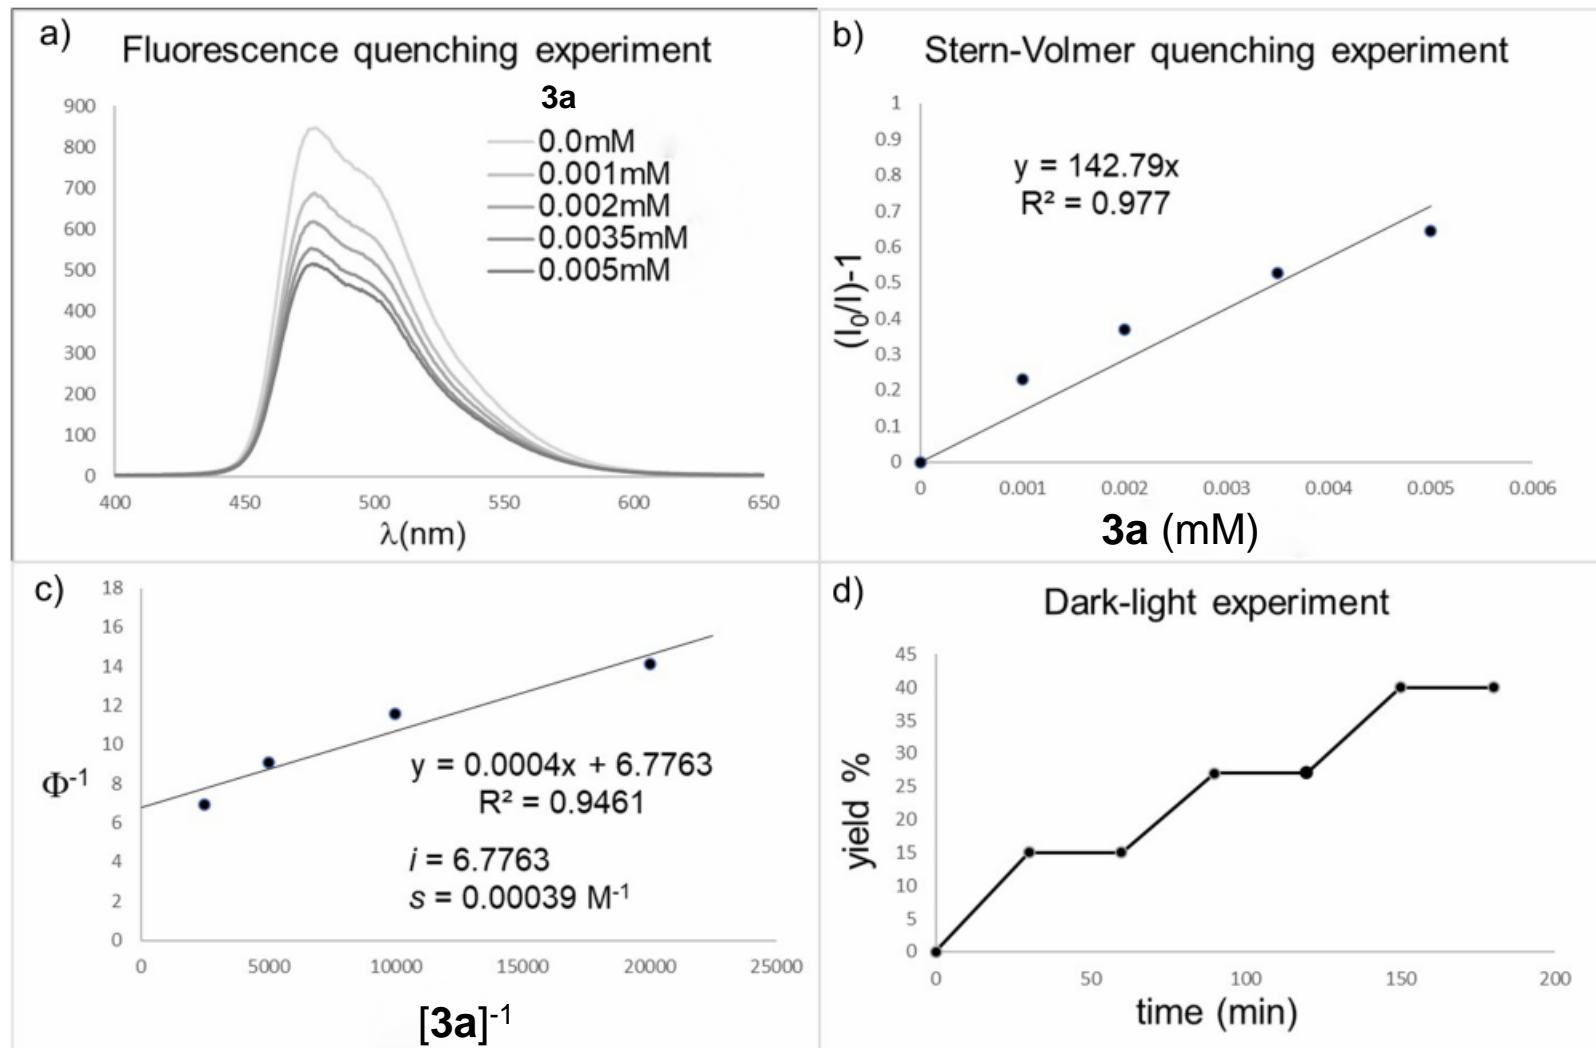 a)
Fluorescence quenching experiment
3a
0.0mM
0.001mM
0.002mM
0.0035mM
0.005mM
900
800
700
600
500
400
300
200
100
0
400 450 500 550 600 650
λ(nm)
b)
Stern-Volmer quenching experiment
y = 142.79x
R² = 0.977
(I₀/I)-1
1
0.9
0.8
0.7
0.6
0.5
0.4
0.3
0.2
0.1
0
0 0.001 0.002 0.003 0.004 0.005 0.006
3a (mM)
c)
18
16
14
12
10
8
6
4
2
0
Φ⁻¹
y = 0.0004x + 6.7763
R² = 0.9461
i = 6.7763
s = 0.00039 M⁻¹
0 5000 10000 15000 20000 25000
[3a]⁻¹
d)
Dark-light experiment
yield %
45
40
35
30
25
20
15
10
5
0
0 50 100 150 200
time (min)